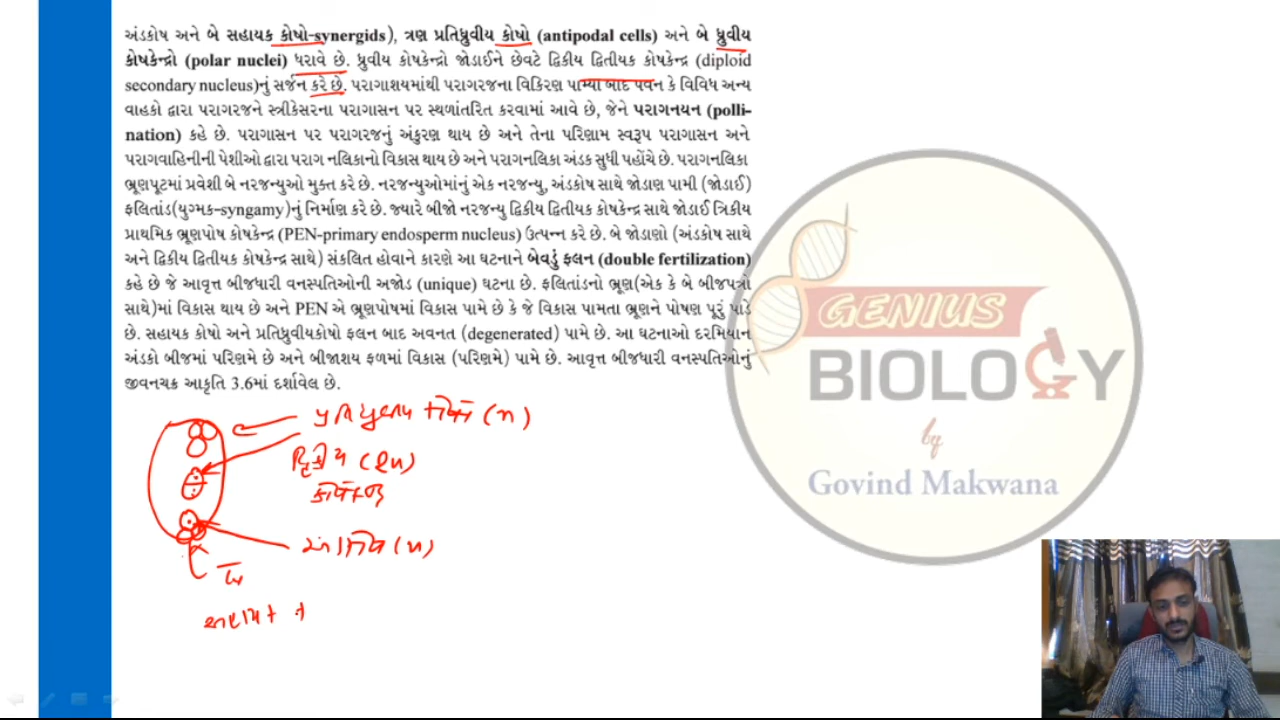 અંડકોષ અને બે સહાયક કોષો-synergids), ત્રણ પ્રતિધ્રુવીય કોષો (antipodal cells) અને બે ધ્રુવીય
કોષકેન્દ્રો (polar nuclei) ધરાવે છે. ધ્રુવીય કોષકેન્દ્રો જોડાઈને છેવટે દ્વિકીય દ્વિતીયક કોષકેન્દ્ર (diploid
secondary nucleus)નું સર્જન કરે છે. પરાગાશયમાંથી પરાગરજના વિકિરણ પામ્યા બાદ પવન કે વિવિધ અન્ય
વાહકો દ્વારા પરાગરજને સ્ત્રીકેસરના પરાગાસન પર સ્થળાંતરિત કરવામાં આવે છે, જેને પરાગનયન (polli-
nation) કહે છે. પરાગાસન પર પરાગરજનું અંકુરણ થાય છે અને તેના પરિણામ સ્વરૂપ પરાગાસન અને
પરાગવાહિનીની પેશીઓ દ્વારા પરાગ નલિકાનો વિકાસ થાય છે અને પરાગનલિકા અંડક સુધી પહોંચે છે. પરાગનલિકા
ભ્રૂણપૂટમાં પ્રવેશી બે નરજન્યુઓ મુક્ત કરે છે. નરજન્યુઓમાંનું એક નરજન્યુ, અંડકોષ સાથે જોડાણ પામી (જોડાઈ)
ફલિતાંડ(યુગ્મક-syngamy)નું નિર્માણ કરે છે. જ્યારે બીજો નરજન્યુ દ્વિકીય દ્વિતીયક કોષકેન્દ્ર સાથે જોડાઈ ત્રિકીય
પ્રાથમિક ભ્રૂણપોષ કોષકેન્દ્ર (PEN-primary endosperm nucleus) ઉત્પન્ન કરે છે. બે જોડાણો (અંડકોષ સાથે
અને દ્વિકીય દ્વિતીયક કોષકેન્દ્ર સાથે) સંકલિત હોવાને કારણે આ ઘટનાને બેવડું ફલન (double fertilization)
કહે છે જે આવૃત્ત બીજધારી વનસ્પતિઓની અજોડ (unique) ઘટના છે. ફલિતાંડનો ભ્રૂણ(એક કે બે બીજપત્રો
સાથે)માં વિકાસ થાય છે અને PEN એ ભ્રૂણપોષમાં વિકાસ પામે છે કે જે વિકાસ પામતા ભ્રૂણને પોષણ પૂરું પાડે
છે. સહાયક કોષો અને પ્રતિધ્રુવીયકોષો ફલન બાદ અવનત (degenerated) પામે છે. આ ઘટનાઓ દરમિયાન
અંડકો બીજમાં પરિણમે છે અને બીજાશય ફળમાં વિકાસ (પરિણમે) પામે છે. આવૃત્ત બીજધારી વનસ્પતિઓનું
જીવનચક્ર આકૃતિ 3.6માં દર્શાવેલ છે.
GENIUS
BIOLOGY
by
Govind Makwana
(n)
(2n)
(n)